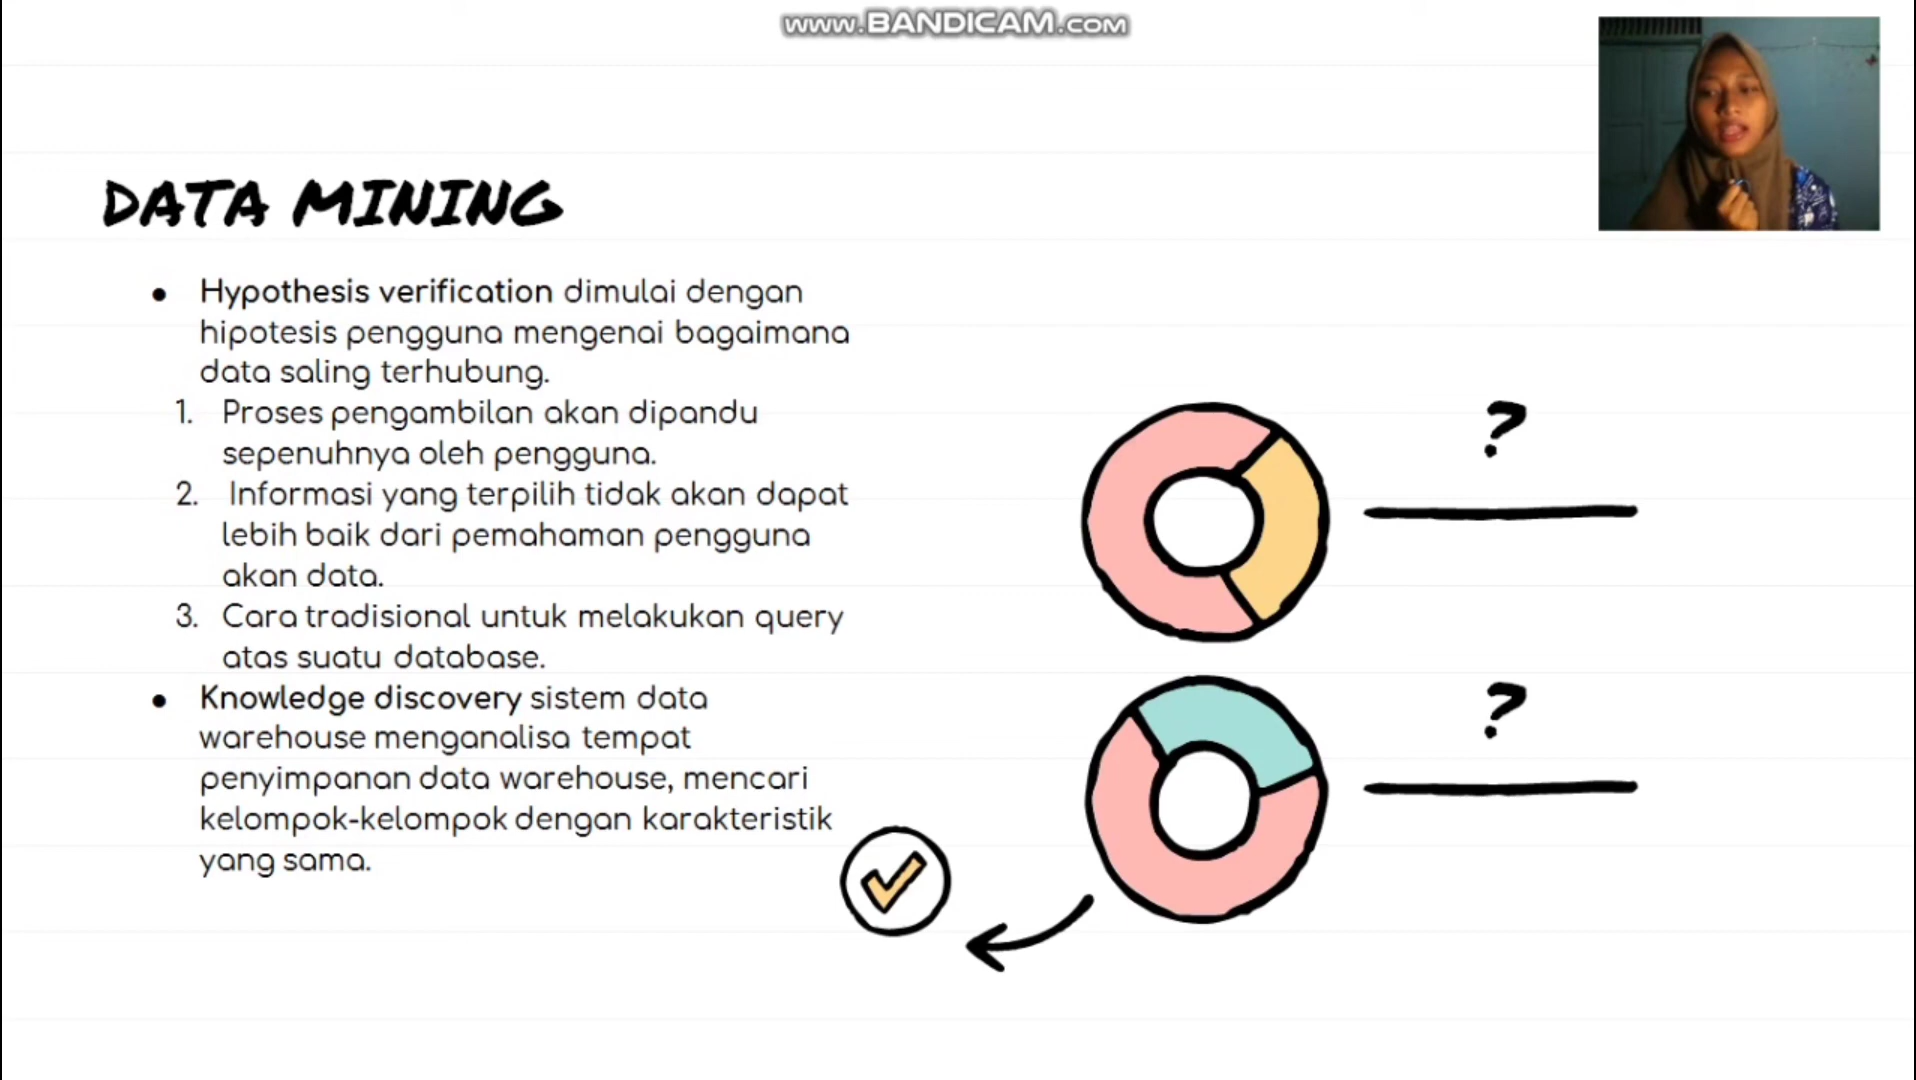 www.BANDICAM.com
DATA MINING
● Hypothesis verification dimulai dengan
hipotesis pengguna mengenai bagaimana
data saling terhubung.
1. Proses pengambilan akan dipandu
sepenuhnya oleh pengguna.
2. Informasi yang terpilih tidak akan dapat
lebih baik dari pemahaman pengguna
akan data.
3. Cara tradisional untuk melakukan query
atas suatu database.
● Knowledge discovery sistem data
warehouse menganalisa tempat
penyimpanan data warehouse, mencari
kelompok-kelompok dengan karakteristik
yang sama.
?
?